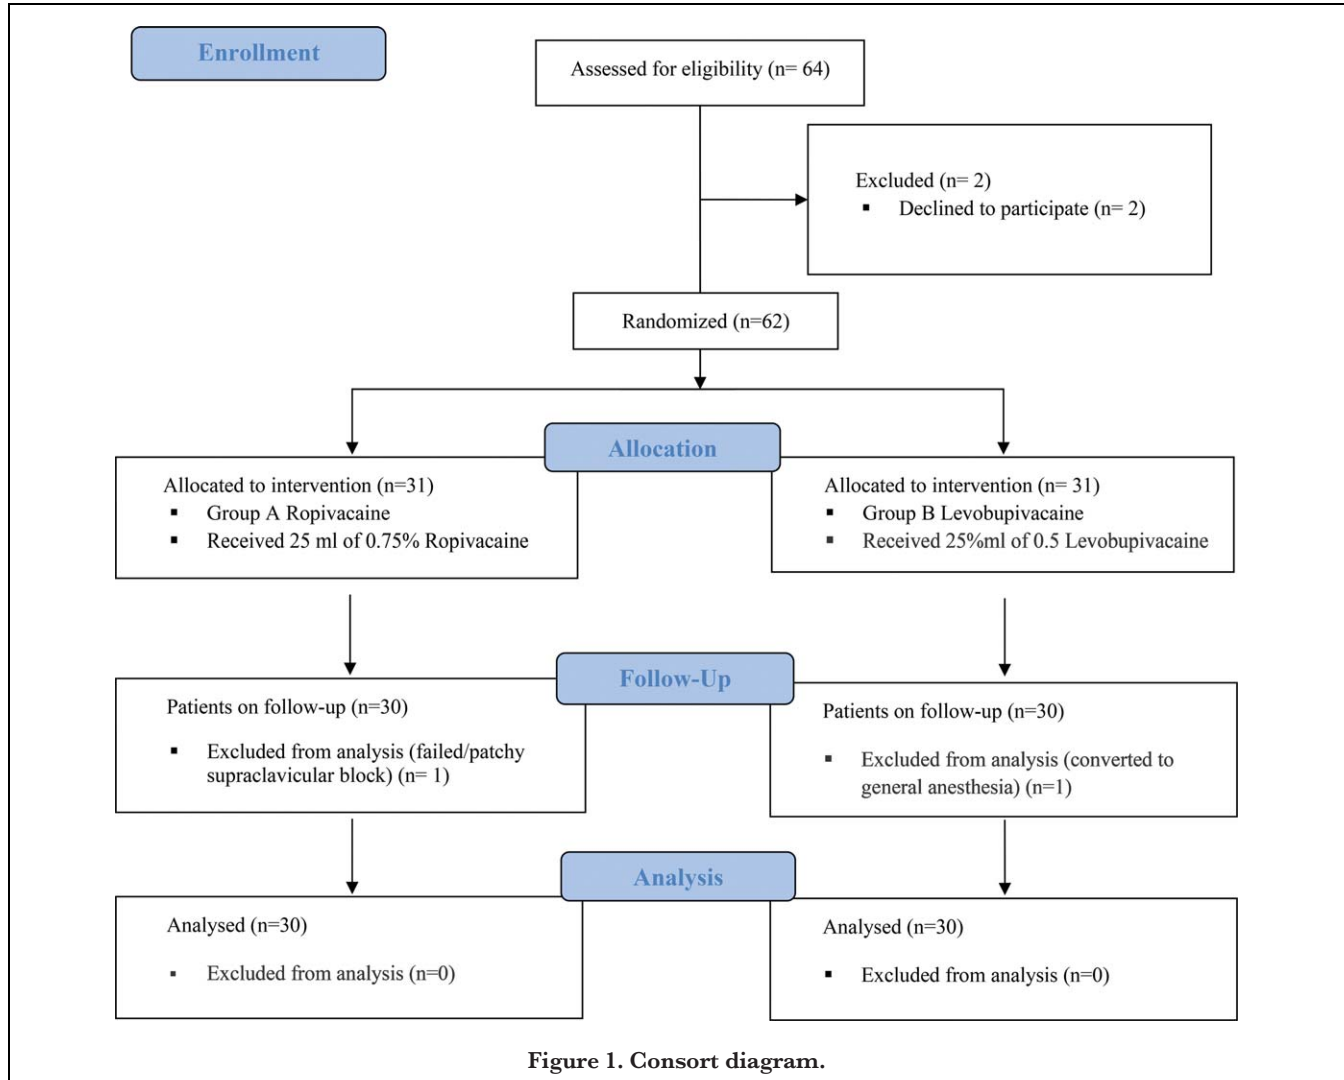 Enrollment
Assessed for eligibility (n= 64)
Excluded (n= 2)
▪ Declined to participate (n= 2)
Randomized (n=62)
Allocation
Allocated to intervention (n=31)
▪ Group A Ropivacaine
▪ Received 25 ml of 0.75% Ropivacaine
Allocated to intervention (n= 31)
▪ Group B Levobupivacaine
▪ Received 25%ml of 0.5 Levobupivacaine
Follow-Up
Patients on follow-up (n=30)
▪ Excluded from analysis (failed/patchy
supraclavicular block) (n= 1)
Patients on follow-up (n=30)
▪ Excluded from analysis (converted to
general anesthesia) (n=1)
Analysis
Analysed (n=30)
▪ Excluded from analysis (n=0)
Analysed (n=30)
▪ Excluded from analysis (n=0)
Figure 1. Consort diagram.